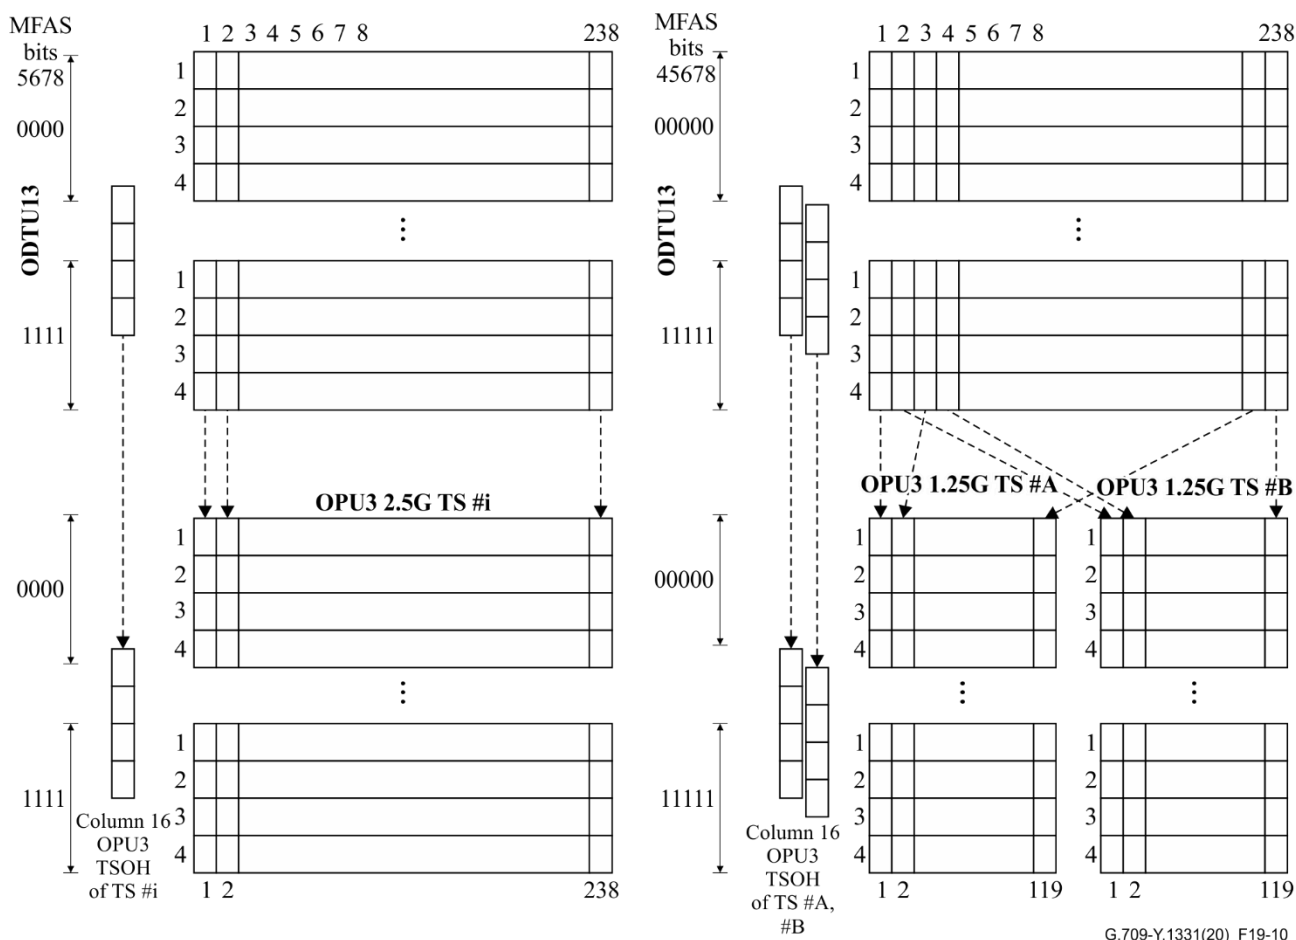 MFAS
bits
5678
1 2 3 4 5 6 7 8 238
1
2
3
4
0000
ODTU13
⋮
1
2
3
4
1111
OPU3 2.5G TS #i
1
2
3
4
0000
⋮
1
2
3
4
1111
Column 16
OPU3
TSOH
of TS #i
1 2 238
MFAS
bits
45678
1 2 3 4 5 6 7 8 238
1
2
3
4
00000
ODTU13
⋮
1
2
3
4
11111
OPU3 1.25G TS #A OPU3 1.25G TS #B
1 1
2 2
3 3
4 4
00000
⋮ ⋮
1 1
2 2
3 3
4 4
11111
Column 16
OPU3
TSOH
of TS #A,
#B
1 2 119 1 2 119
G.709-Y.1331(20)_F19-10